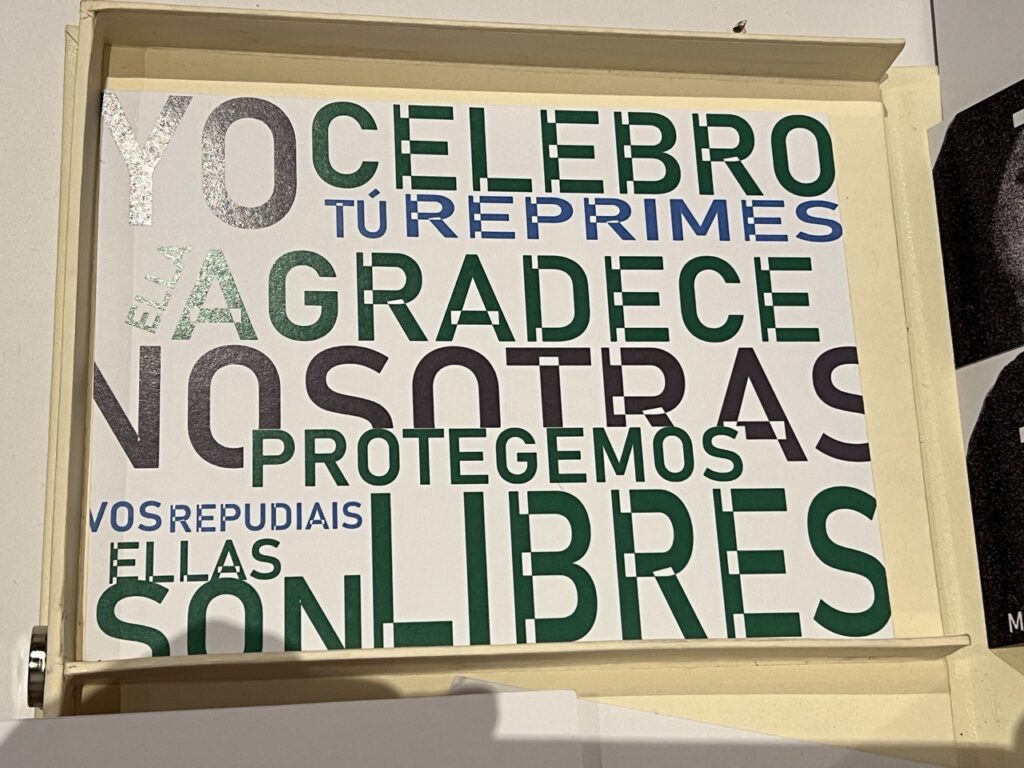 YO CELEBRO
TÚ REPRIMES
ELLA AGRADECE
NOSOTRAS
PROTEGEMOS
VOS REPUDIAIS
ELLAS
SON LIBRES